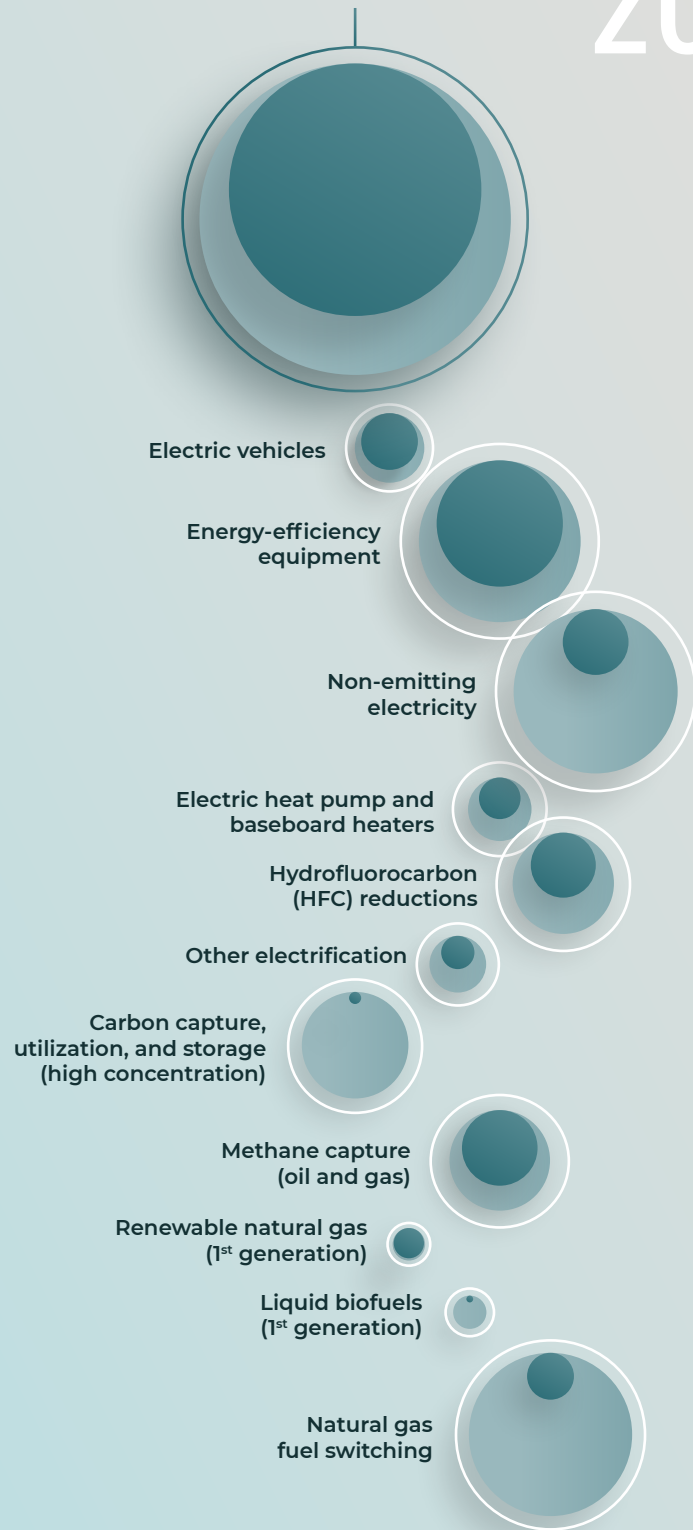 Electric vehicles
Energy-efficiency
equipment
Non-emitting
electricity
Electric heat pump and
baseboard heaters
Hydrofluorocarbon
(HFC) reductions
Other electrification
Carbon capture,
utilization, and storage
(high concentration)
Methane capture
(oil and gas)
Renewable natural gas
(1st generation)
Liquid biofuels
(1st generation)
Natural gas
fuel switching